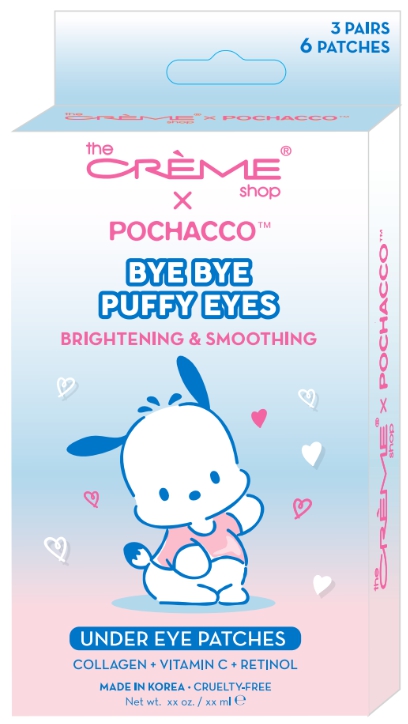 3 PAIRS
6 PATCHES
the CRÈME® shop x POCHACCO™
the
CRÈME®
shop
X
POCHACCO™
BYE BYE
PUFFY EYES
BRIGHTENING & SMOOTHING
UNDER EYE PATCHES
COLLAGEN + VITAMIN C + RETINOL
MADE IN KOREA • CRUELTY-FREE
Net wt. xx oz. / xx ml ℮
the CRÈME® shop x POCHACCO™